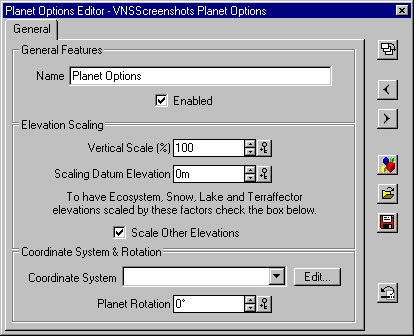 Planet Options Editor - VNSScreenshots Planet Options
General
General Features
Name Planet Options
Enabled
Elevation Scaling
Vertical Scale (%) 100
Scaling Datum Elevation 0m
To have Ecosystem, Snow, Lake and Terraffector
elevations scaled by these factors check the box below.
Scale Other Elevations
Coordinate System & Rotation
Coordinate System Edit...
Planet Rotation 0°